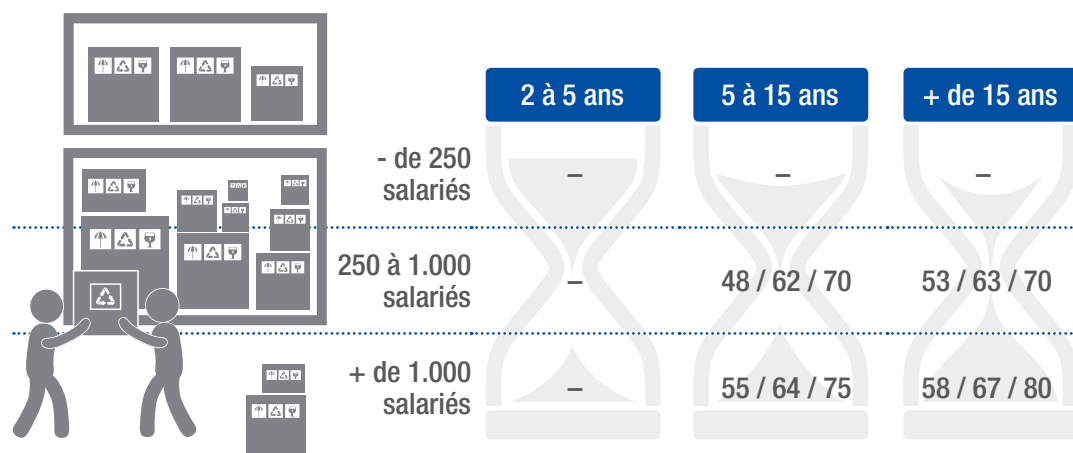 2 à 5 ans 5 à 15 ans + de 15 ans
- de 250
salariés
– – –
250 à 1.000
salariés
– 48 / 62 / 70 53 / 63 / 70
+ de 1.000
salariés
– 55 / 64 / 75 58 / 67 / 80